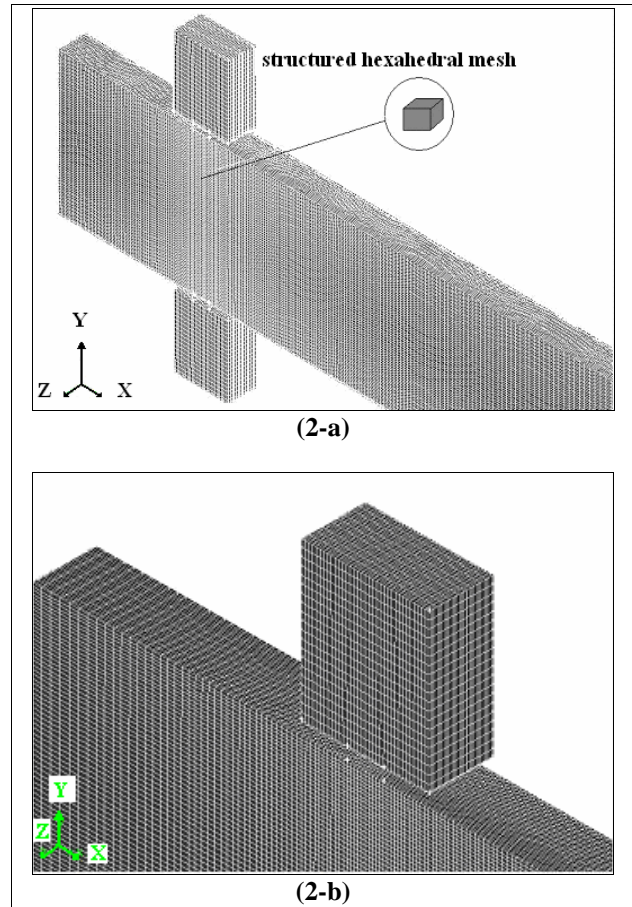 structured hexahedral mesh
Y
Z X
(2-a)
Y
Z
X
(2-b)